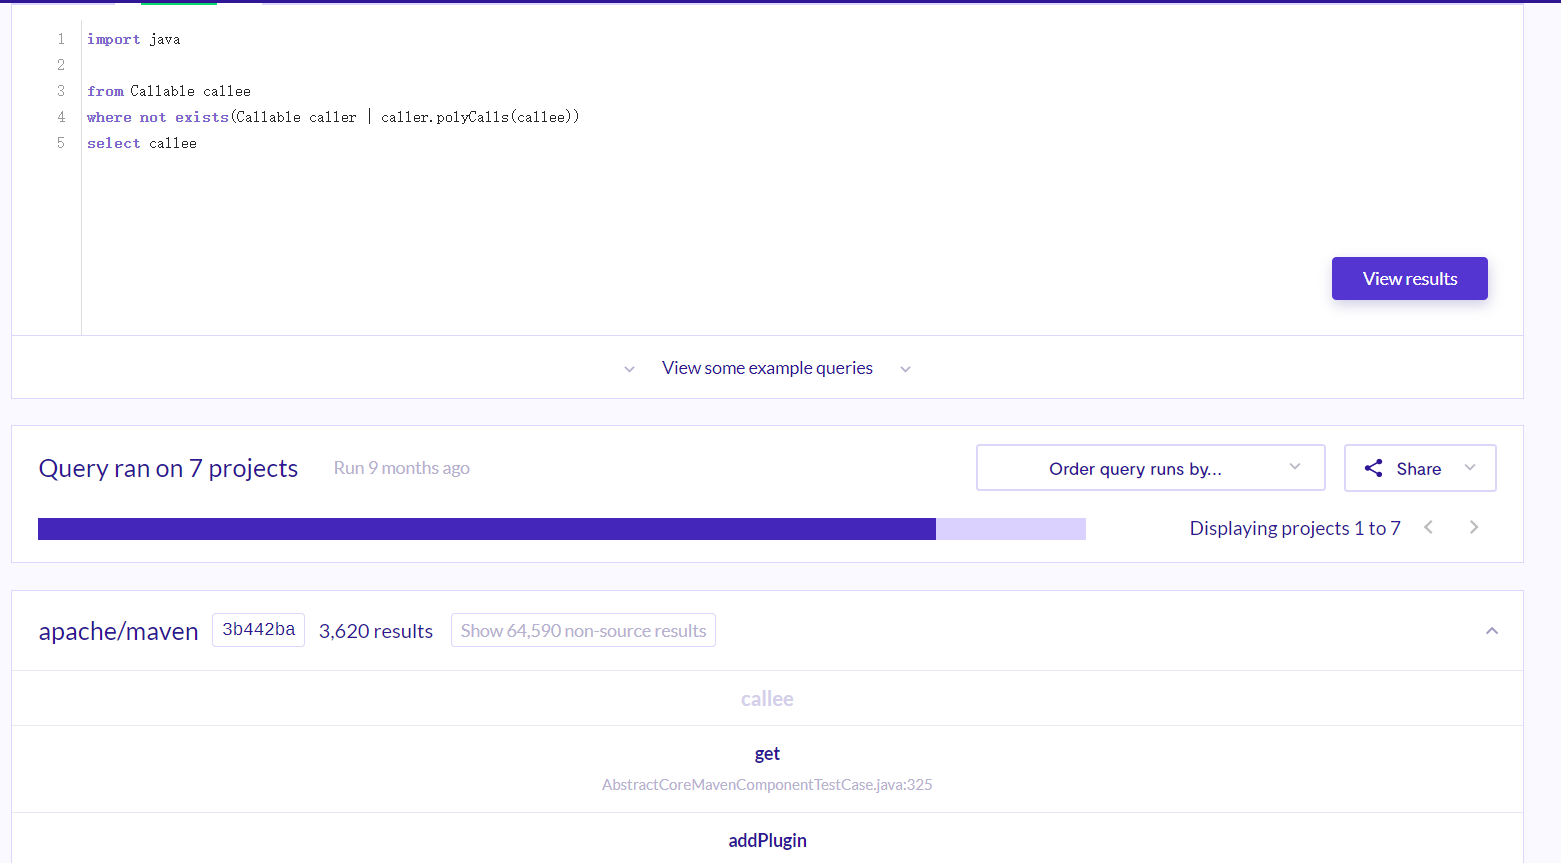 1 import java
2
3 from Callable callee
4 where not exists(Callable caller | caller.polyCalls(callee))
5 select callee
View results
View some example queries
Query ran on 7 projects Run 9 months ago Order query runs by... Share
Displaying projects 1 to 7
apache/maven 3b442ba 3,620 results Show 64,590 non-source results
callee
get
AbstractCoreMavenComponentTestCase.java:325
addPlugin